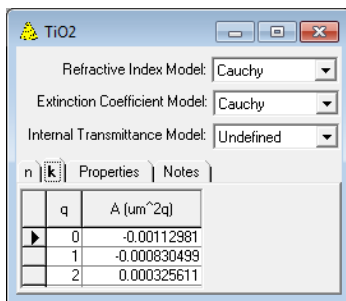 TiO2
Refractive Index Model: Cauchy
Extinction Coefficient Model: Cauchy
Internal Transmittance Model: Undefined
n k Properties Notes
q A (um^2q)
0 -0.00112981
1 -0.000830499
2 0.000325611